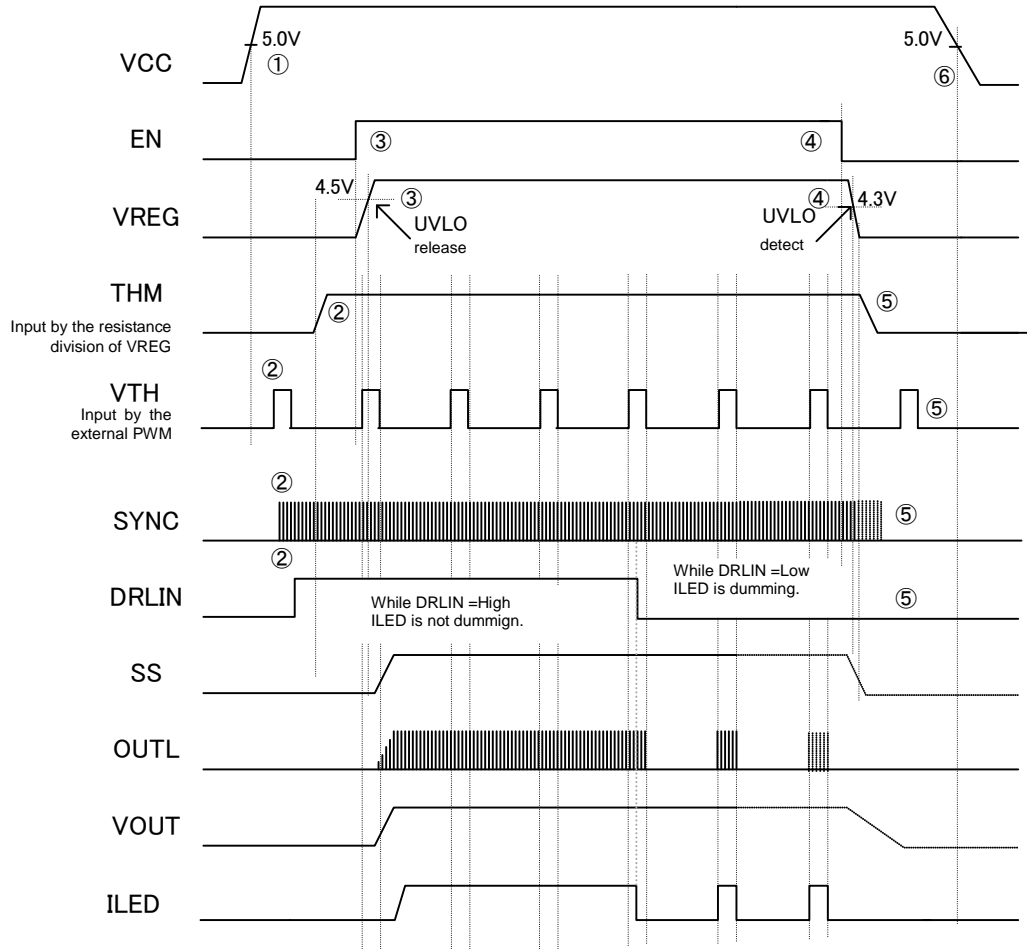 5.0V
5.0V
VCC
①
⑥
EN
③
④
4.5V
③
④
4.3V
VREG
UVLO
release
UVLO
detect
THM
②
⑤
Input by the resistance
division of VREG
②
VTH
Input by the
external PWM
⑤
②
SYNC
⑤
②
While DRLIN =Low
ILED is dumming.
DRLIN
⑤
While DRLIN =High
ILED is not dummign.
SS
OUTL
VOUT
ILED